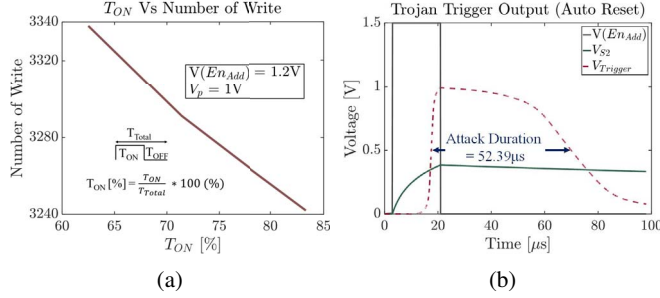 T_ON Vs Number of Write
Number of Write
3340
3320
3280
3240
V(En_Add) = 1.2V
V_p = 1V
T_Total
T_ON T_OFF
T_ON[%]= T_ON / T_Total * 100 (%)
60 65 70 75 80 85
T_ON [%]
(a)
Trojan Trigger Output (Auto Reset)
Voltage [V]
1.5
1
0.5
0
V(En_Add)
V_S2
V_Trigger
Attack Duration
= 52.39μs
0 20 40 60 80 100
Time [μs]
(b)